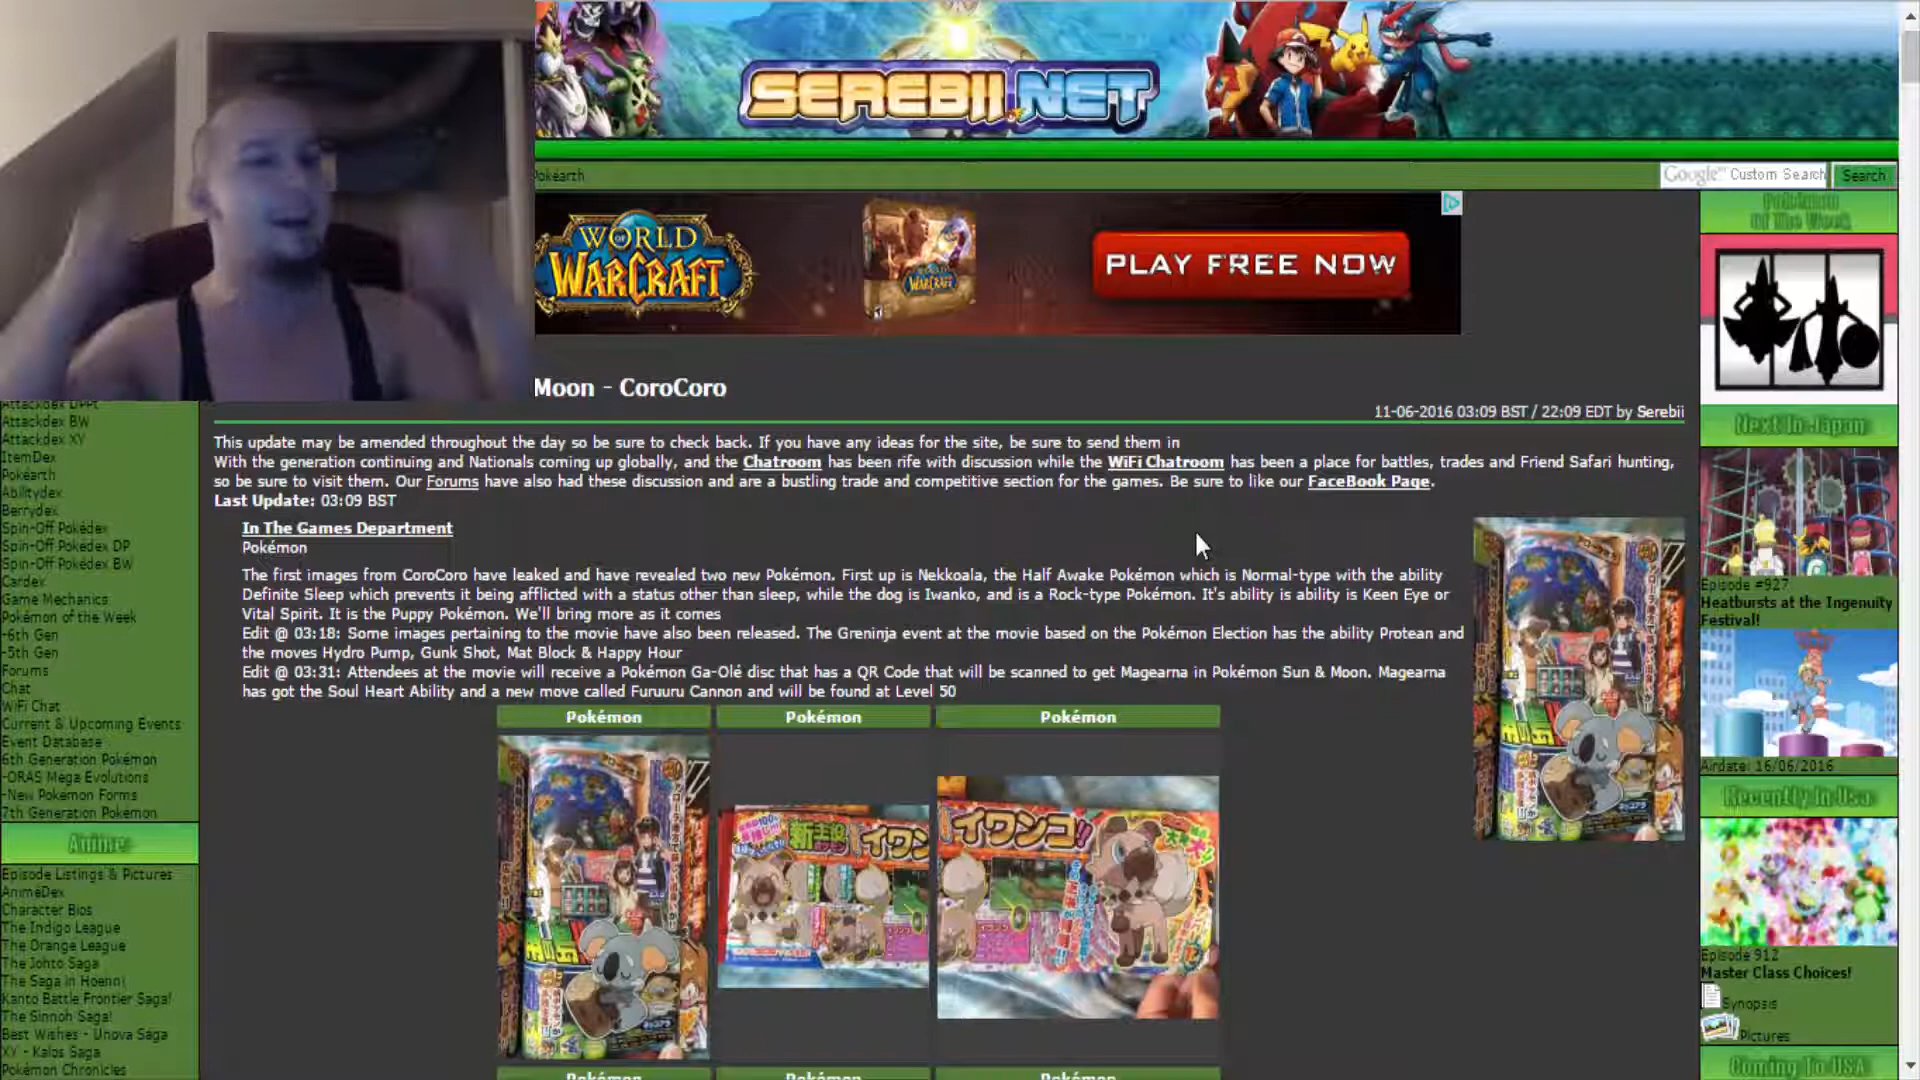 SEREBII.NET
Pokéarth
Google™ Custom Search
Search
WORLD OF WARCRAFT
PLAY FREE NOW
Pokémon
Of The Week
Moon - CoroCoro
11-06-2016 03:09 BST / 22:09 EDT by Serebii
This update may be amended throughout the day so be sure to check back. If you have any ideas for the site, be sure to send them in
With the generation continuing and Nationals coming up globally, and the Chatroom has been rife with discussion while the WiFi Chatroom has been a place for battles, trades and Friend Safari hunting,
so be sure to visit them. Our Forums have also had these discussion and are a bustling trade and competitive section for the games. Be sure to like our FaceBook Page.
Last Update: 03:09 BST
In The Games Department
Pokémon
The first images from CoroCoro have leaked and have revealed two new Pokémon. First up is Nekkoala, the Half Awake Pokémon which is Normal-type with the ability
Definite Sleep which prevents it being afflicted with a status other than sleep, while the dog is Iwanko, and is a Rock-type Pokémon. It's ability is ability is Keen Eye or
Vital Spirit. It is the Puppy Pokémon. We'll bring more as it comes
Edit @ 03:18: Some images pertaining to the movie have also been released. The Greninja event at the movie based on the Pokémon Election has the ability Protean and
the moves Hydro Pump, Gunk Shot, Mat Block & Happy Hour
Edit @ 03:31: Attendees at the movie will receive a Pokémon Ga-Olé disc that has a QR Code that will be scanned to get Magearna in Pokémon Sun & Moon. Magearna
has got the Soul Heart Ability and a new move called Furuuru Cannon and will be found at Level 50
Pokémon
Pokémon
Pokémon
イワンコ!!
Pokémon
Pokémon
Pokémon
Attackdex DPPt
Attackdex BW
Attackdex XY
ItemDex
Pokéarth
Abilitydex
Berrydex
Spin-Off Pokédex
Spin-Off Pokédex DP
Spin-Off Pokédex BW
Cardex
Game Mechanics
Pokémon of the Week
-6th Gen
-5th Gen
Forums
Chat
WiFi Chat
Current & Upcoming Events
Event Database
6th Generation Pokémon
-ORAS Mega Evolutions
-New Pokemon Forms
7th Generation Pokémon
Anime
Episode Listings & Pictures
AniméDex
Character Bios
The Indigo League
The Orange League
The Johto Saga
The Saga in Hoenn!
Kanto Battle Frontier Saga!
The Sinnoh Saga!
Best Wishes - Unova Saga
XY - Kalos Saga
Pokémon Chronicles
Next In Japan
Episode #927
Heatbursts at the Ingenuity
Festival!
Airdate: 16/06/2016
Recently In Usa
Episode 912
Master Class Choices!
Synopsis
Pictures
Coming To USA